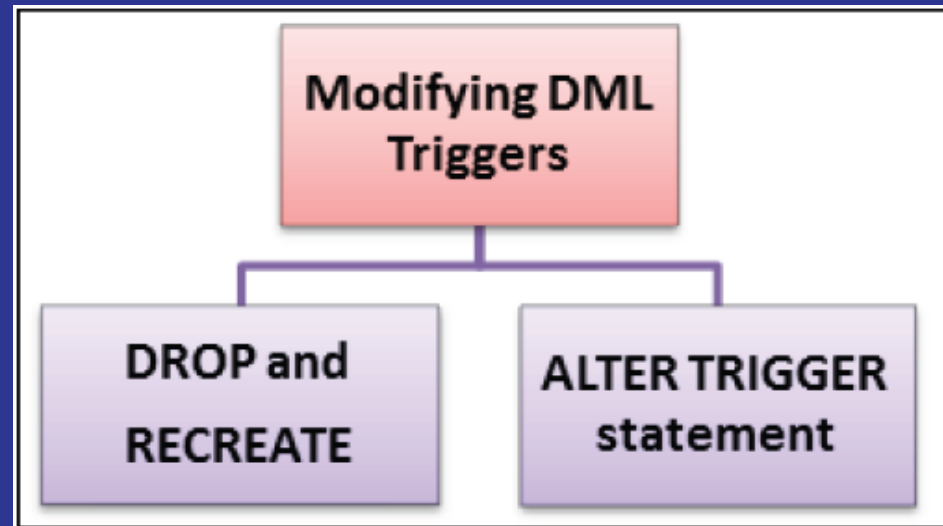 Modifying DML
Triggers
DROP and
RECREATE
ALTER TRIGGER
statement